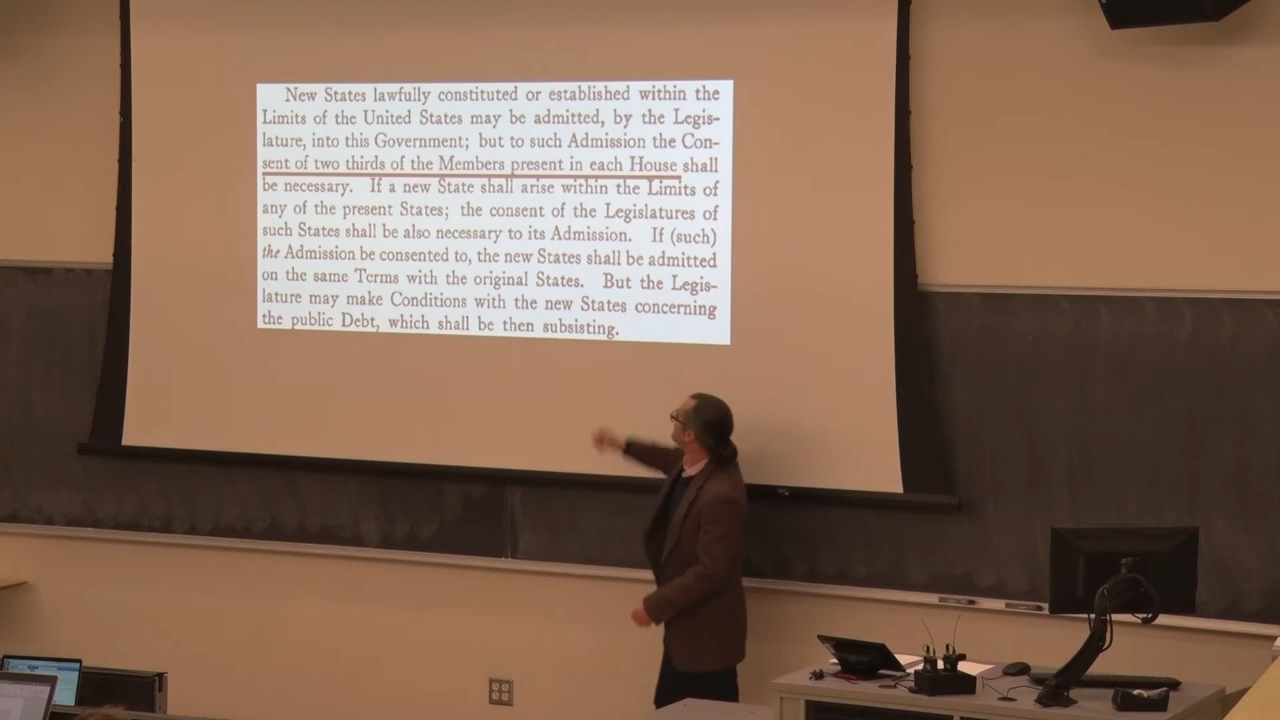 New States lawfully constituted or established within the
Limits of the United States may be admitted, by the Legis-
lature, into this Government; but to such Admission the Con-
sent of two thirds of the Members present in each House shall
be necessary. If a new State shall arise within the Limits of
any of the present States; the consent of the Legislatures of
such States shall be also necessary to its Admission. If (such)
the Admission be consented to, the new States shall be admitted
on the same Terms with the original States. But the Legis-
lature may make Conditions with the new States concerning
the public Debt, which shall be then subsisting.